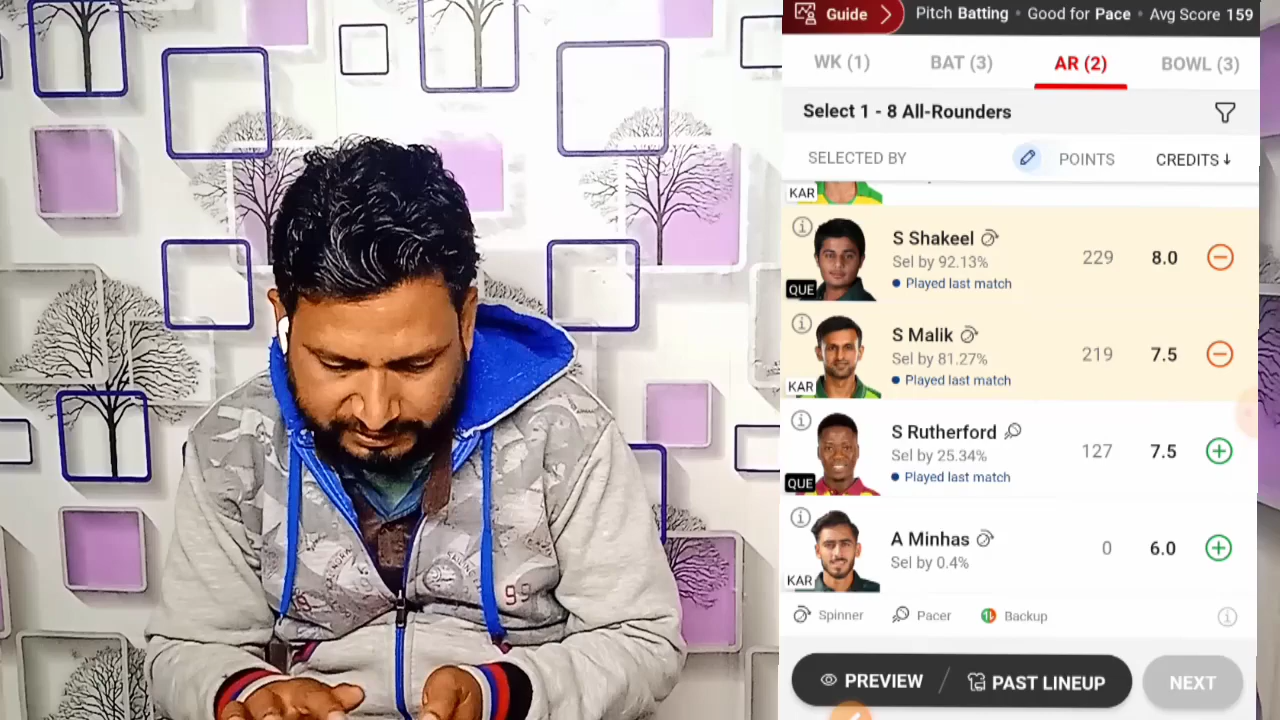 Guide
Pitch Batting • Good for Pace • Avg Score 159
WK (1) BAT (3) AR (2) BOWL (3)
Select 1 - 8 All-Rounders
SELECTED BY POINTS CREDITS↓
KAR
S Shakeel
229 8.0
Sel by 92.13%
QUE
• Played last match
S Malik
219 7.5
Sel by 81.27%
KAR
• Played last match
S Rutherford
127 7.5
Sel by 25.34%
QUE
• Played last match
A Minhas
0 6.0
Sel by 0.4%
KAR
Spinner Pacer Backup
PREVIEW / PAST LINEUP NEXT
99